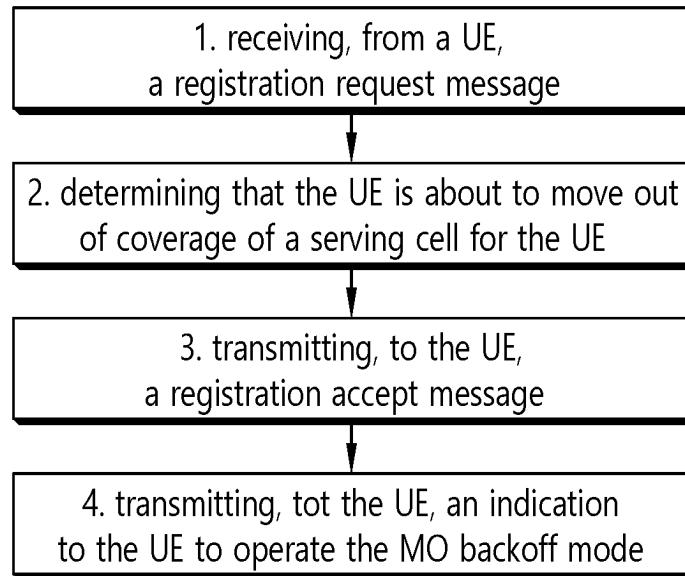 1. receiving, from a UE,
a registration request message
2. determining that the UE is about to move out
of coverage of a serving cell for the UE
3. transmitting, to the UE,
a registration accept message
4. transmitting, tot the UE, an indication
to the UE to operate the MO backoff mode